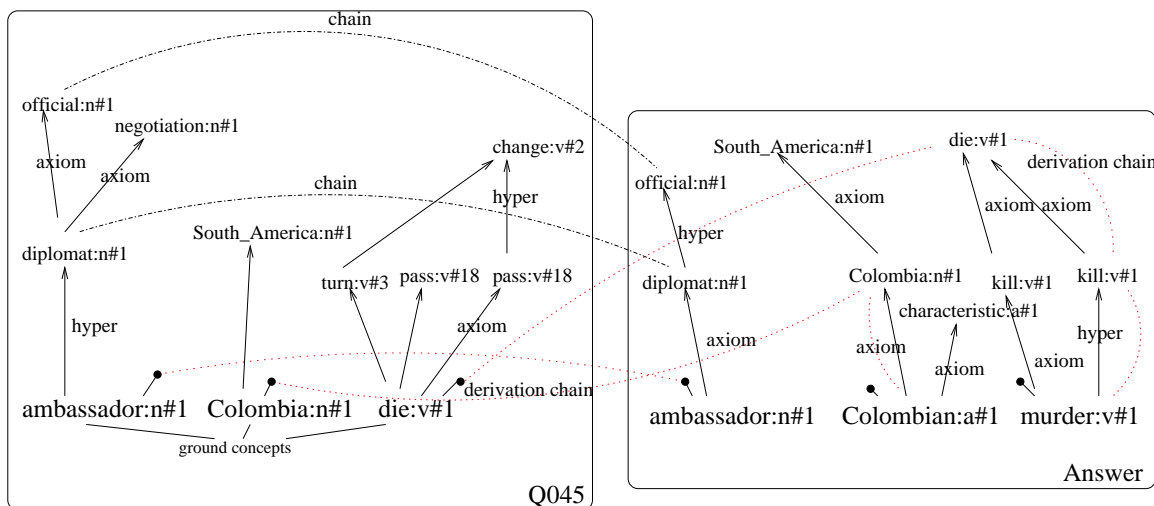 chain
official:n#1
negotiation:n#1
axiom
axiom
change:v#2
chain
hyper
South_America:n#1
diplomat:n#1
turn:v#3
pass:v#18
pass:v#18
hyper
axiom
derivation chain
ambassador:n#1
Colombia:n#1
die:v#1
ground concepts
Q045
South_America:n#1
die:v#1
derivation chain
official:n#1
axiom
axiom
axiom
hyper
diplomat:n#1
Colombia:n#1
kill:v#1
kill:v#1
characteristic:a#1
axiom
axiom
axiom
axiom
hyper
ambassador:n#1
Colombian:a#1
murder:v#1
Answer